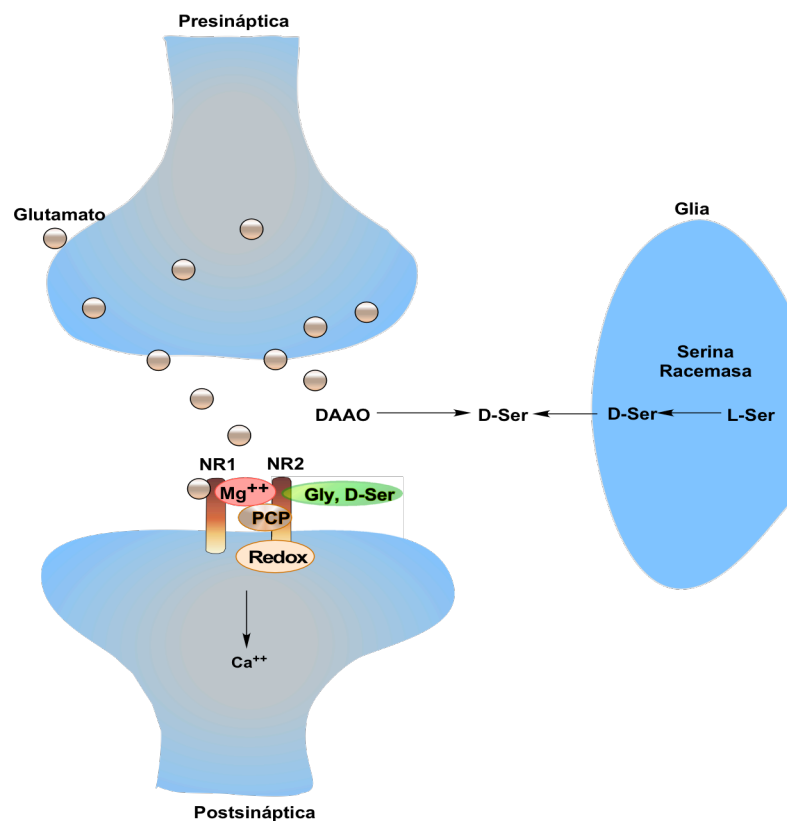 Presináptica
Glutamato
Glia
Serina
Racemasa
DAAO
D-Ser
D-Ser
L-Ser
NR1
NR2
Mg++
Gly, D-Ser
PCP
Redox
Ca++
Postsináptica